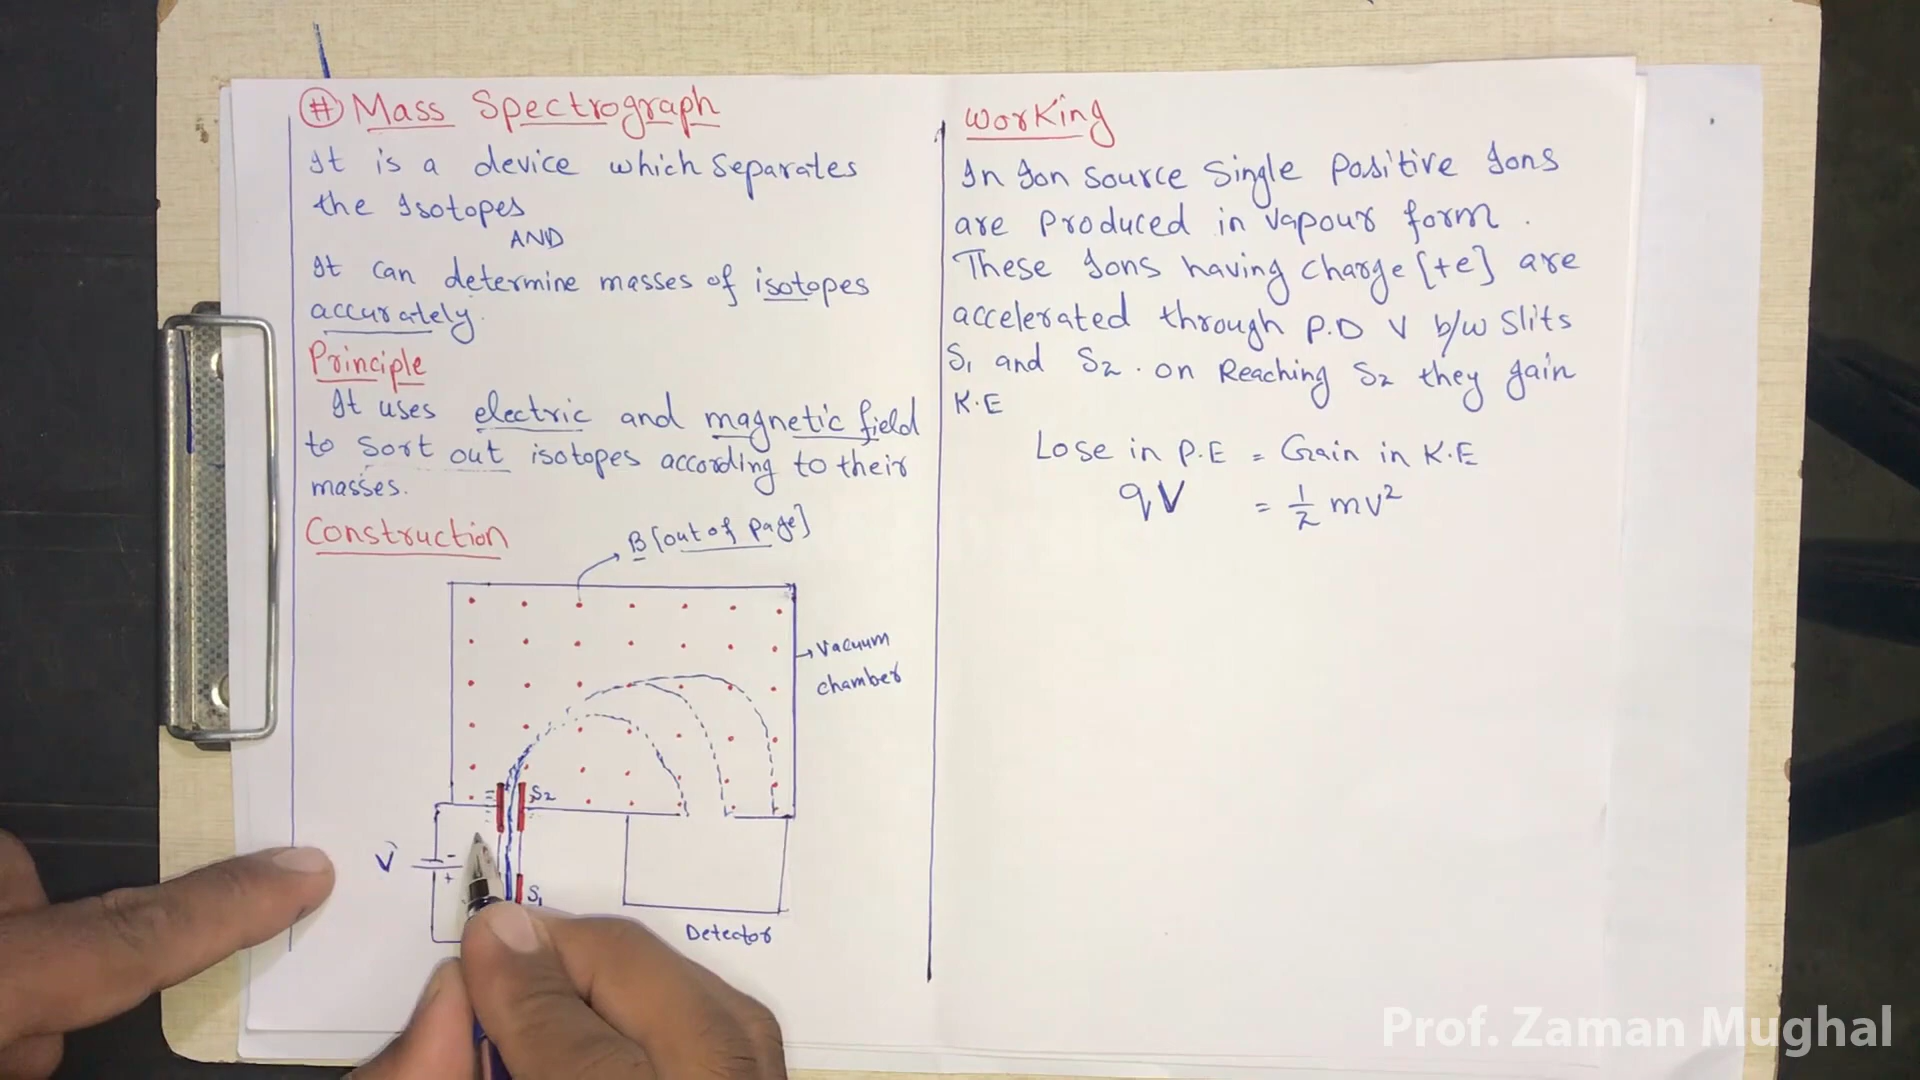 # Mass Spectrograph
It is a device which separates
the Isotopes
AND
It can determine masses of isotopes
accurately.
Principle
It uses electric and magnetic field
to sort out isotopes according to their
masses.
Construction
B [out of page]
Vacuum
chamber
S2
V
-
+
S1
Detector
Working
In Ion source Single Positive Ions
are produced in vapour form.
These Ions having charge [+e] are
accelerated through P.D V b/w Slits
S1 and S2. on Reaching S2 they gain
K.E
Lose in P.E = Gain in K.E
qV = 1/2 mv²
Prof. Zaman Mughal